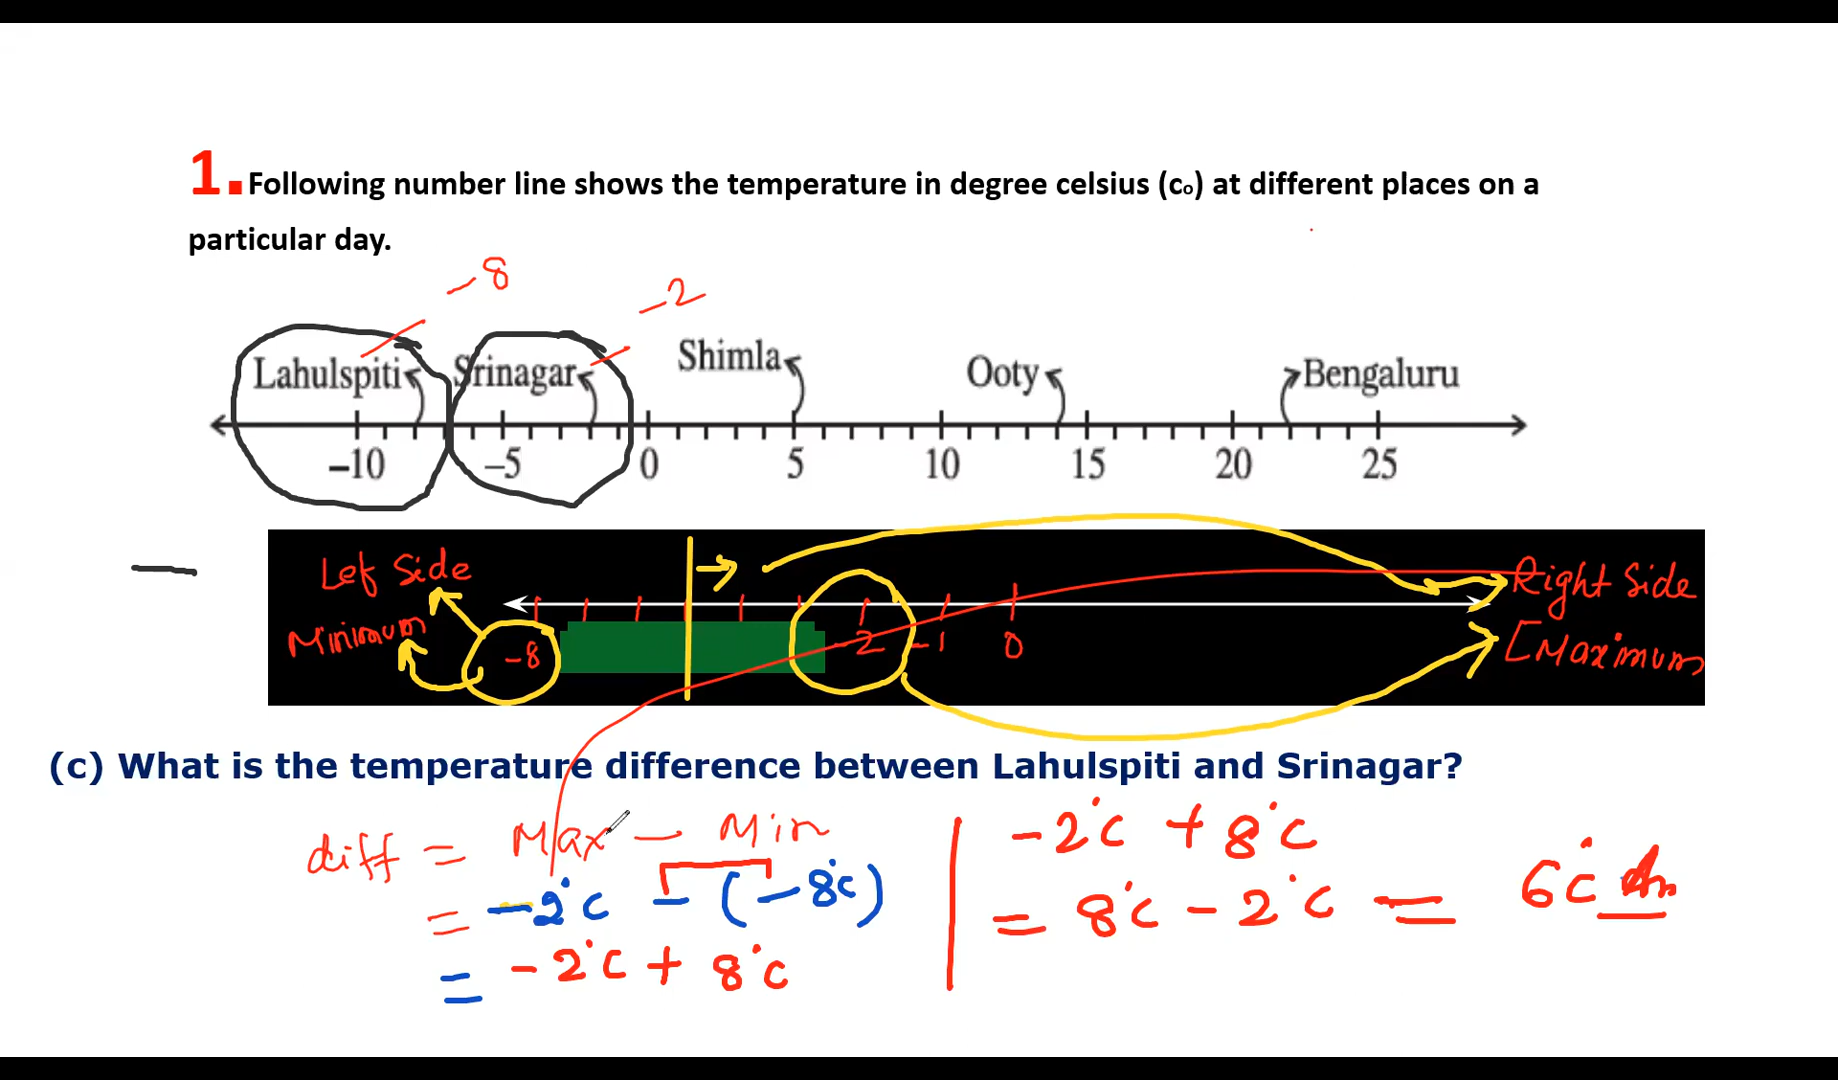 1. Following number line shows the temperature in degree celsius (co) at different places on a
particular day.
-8
-2
Lahulspiti Srinagar Shimla Ooty Bengaluru
-10 -5 0 5 10 15 20 25
Lef Side
Right Side
Minimum
-8 -2 -1 0
[Maximum
(c) What is the temperature difference between Lahulspiti and Srinagar?
diff = Max - Min
= -2°c - (-8°c)
= -2°c + 8°c
-2°c + 8°c
= 8°c - 2°c = 6°c